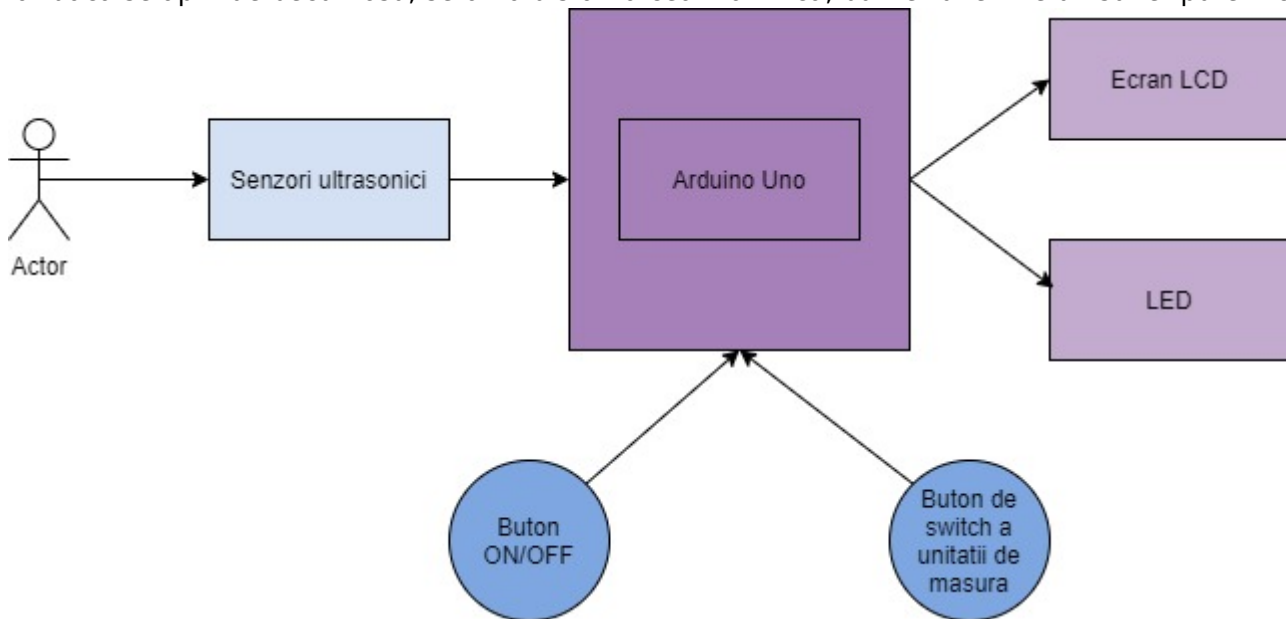 Ecran LCD
Senzori ultrasonici
Arduino Uno
Actor
LED
Buton
ON/OFF
Buton de
switch a
unitatii de
masura